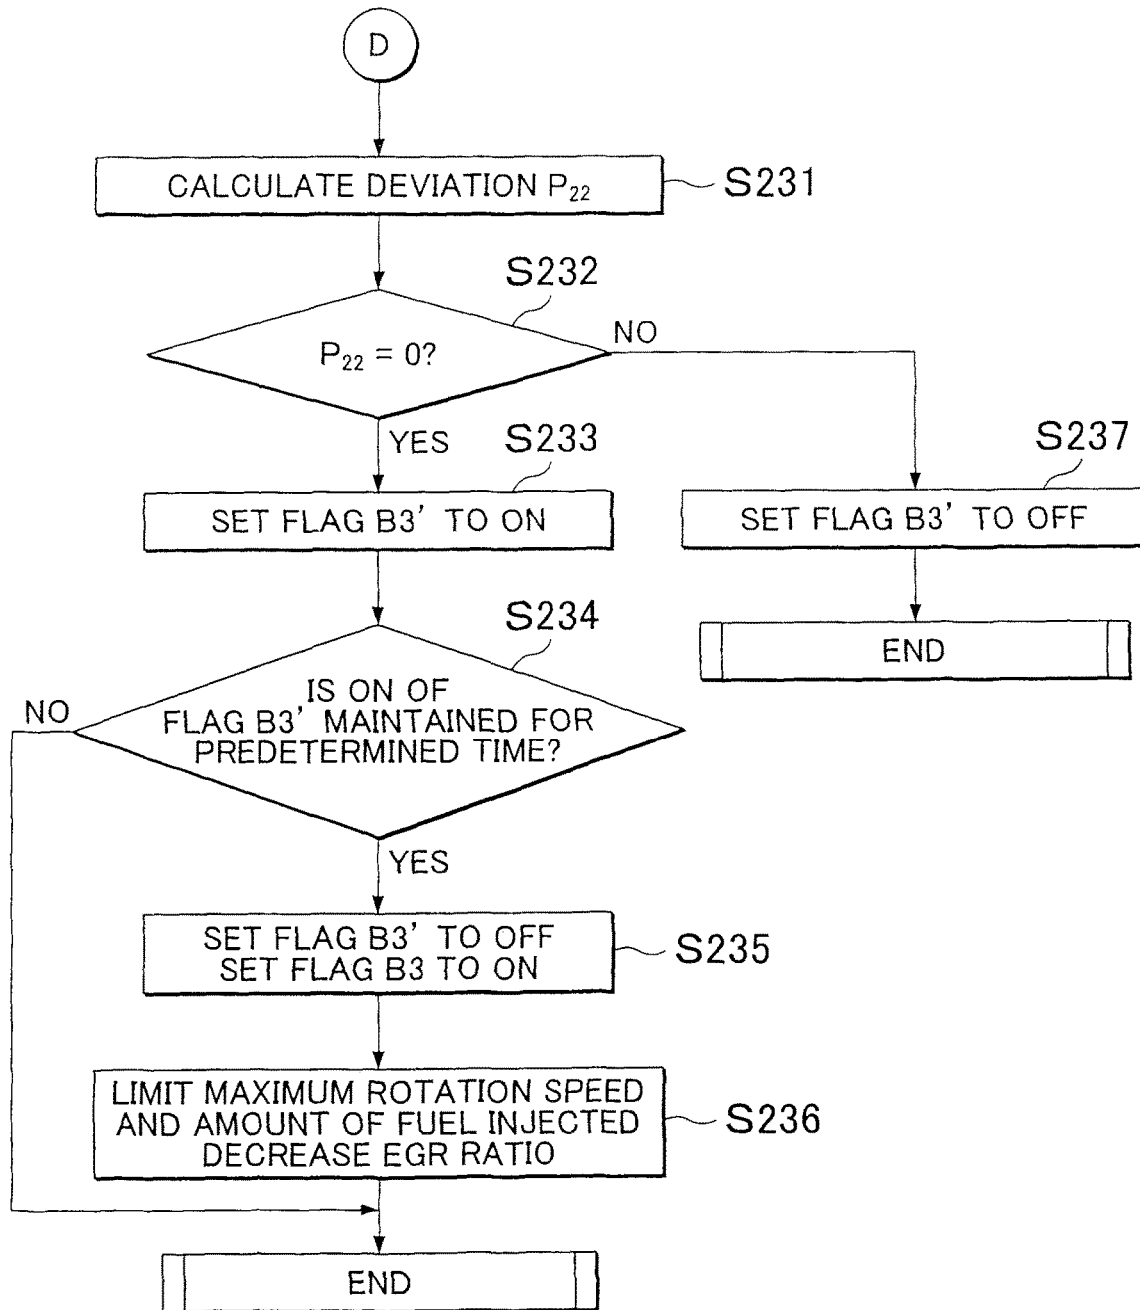 D
CALCULATE DEVIATION P₂₂
S231
S232
P₂₂ = 0?
NO
YES
S233
S237
SET FLAG B3' TO ON
SET FLAG B3' TO OFF
S234
END
IS ON OF
FLAG B3' MAINTAINED FOR
PREDETERMINED TIME?
NO
YES
SET FLAG B3' TO OFF
SET FLAG B3 TO ON
S235
LIMIT MAXIMUM ROTATION SPEED
AND AMOUNT OF FUEL INJECTED
DECREASE EGR RATIO
S236
END